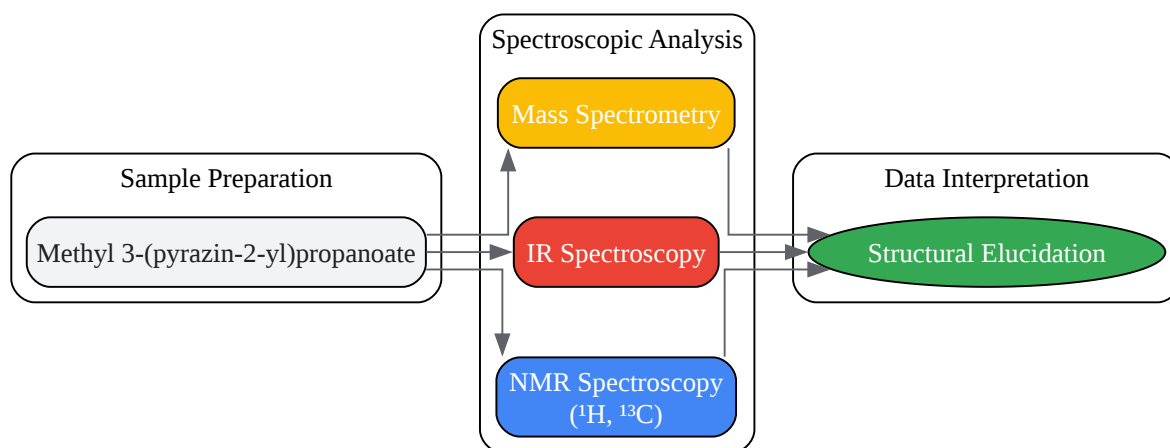 Sample Preparation
Methyl 3-(pyrazin-2-yl)propanoate
Spectroscopic Analysis
Mass Spectrometry
IR Spectroscopy
NMR Spectroscopy
(¹H, ¹³C)
Data Interpretation
Structural Elucidation